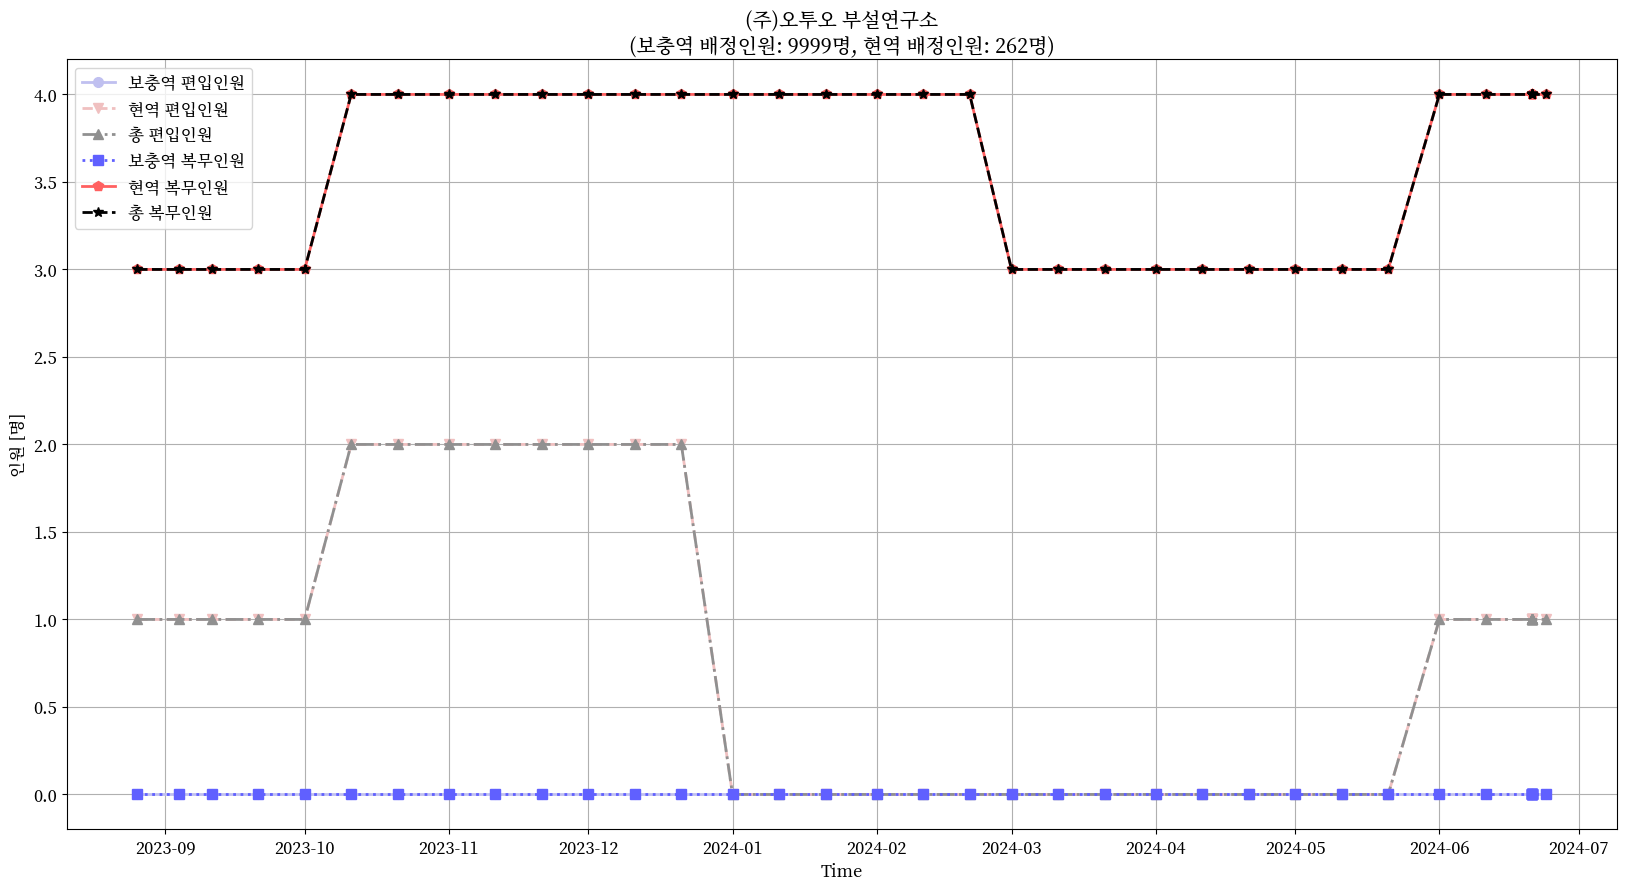 (주)오투오 부설연구소
(보충역 배정인원: 9999명, 현역 배정인원: 262명)
보충역 편입인원
현역 편입인원
총 편입인원
보충역 복무인원
현역 복무인원
총 복무인원
4.0
3.5
3.0
2.5
2.0
1.5
1.0
0.5
0.0
인원 [명]
2023-09
2023-10
2023-11
2023-12
2024-01
2024-02
2024-03
2024-04
2024-05
2024-06
2024-07
Time